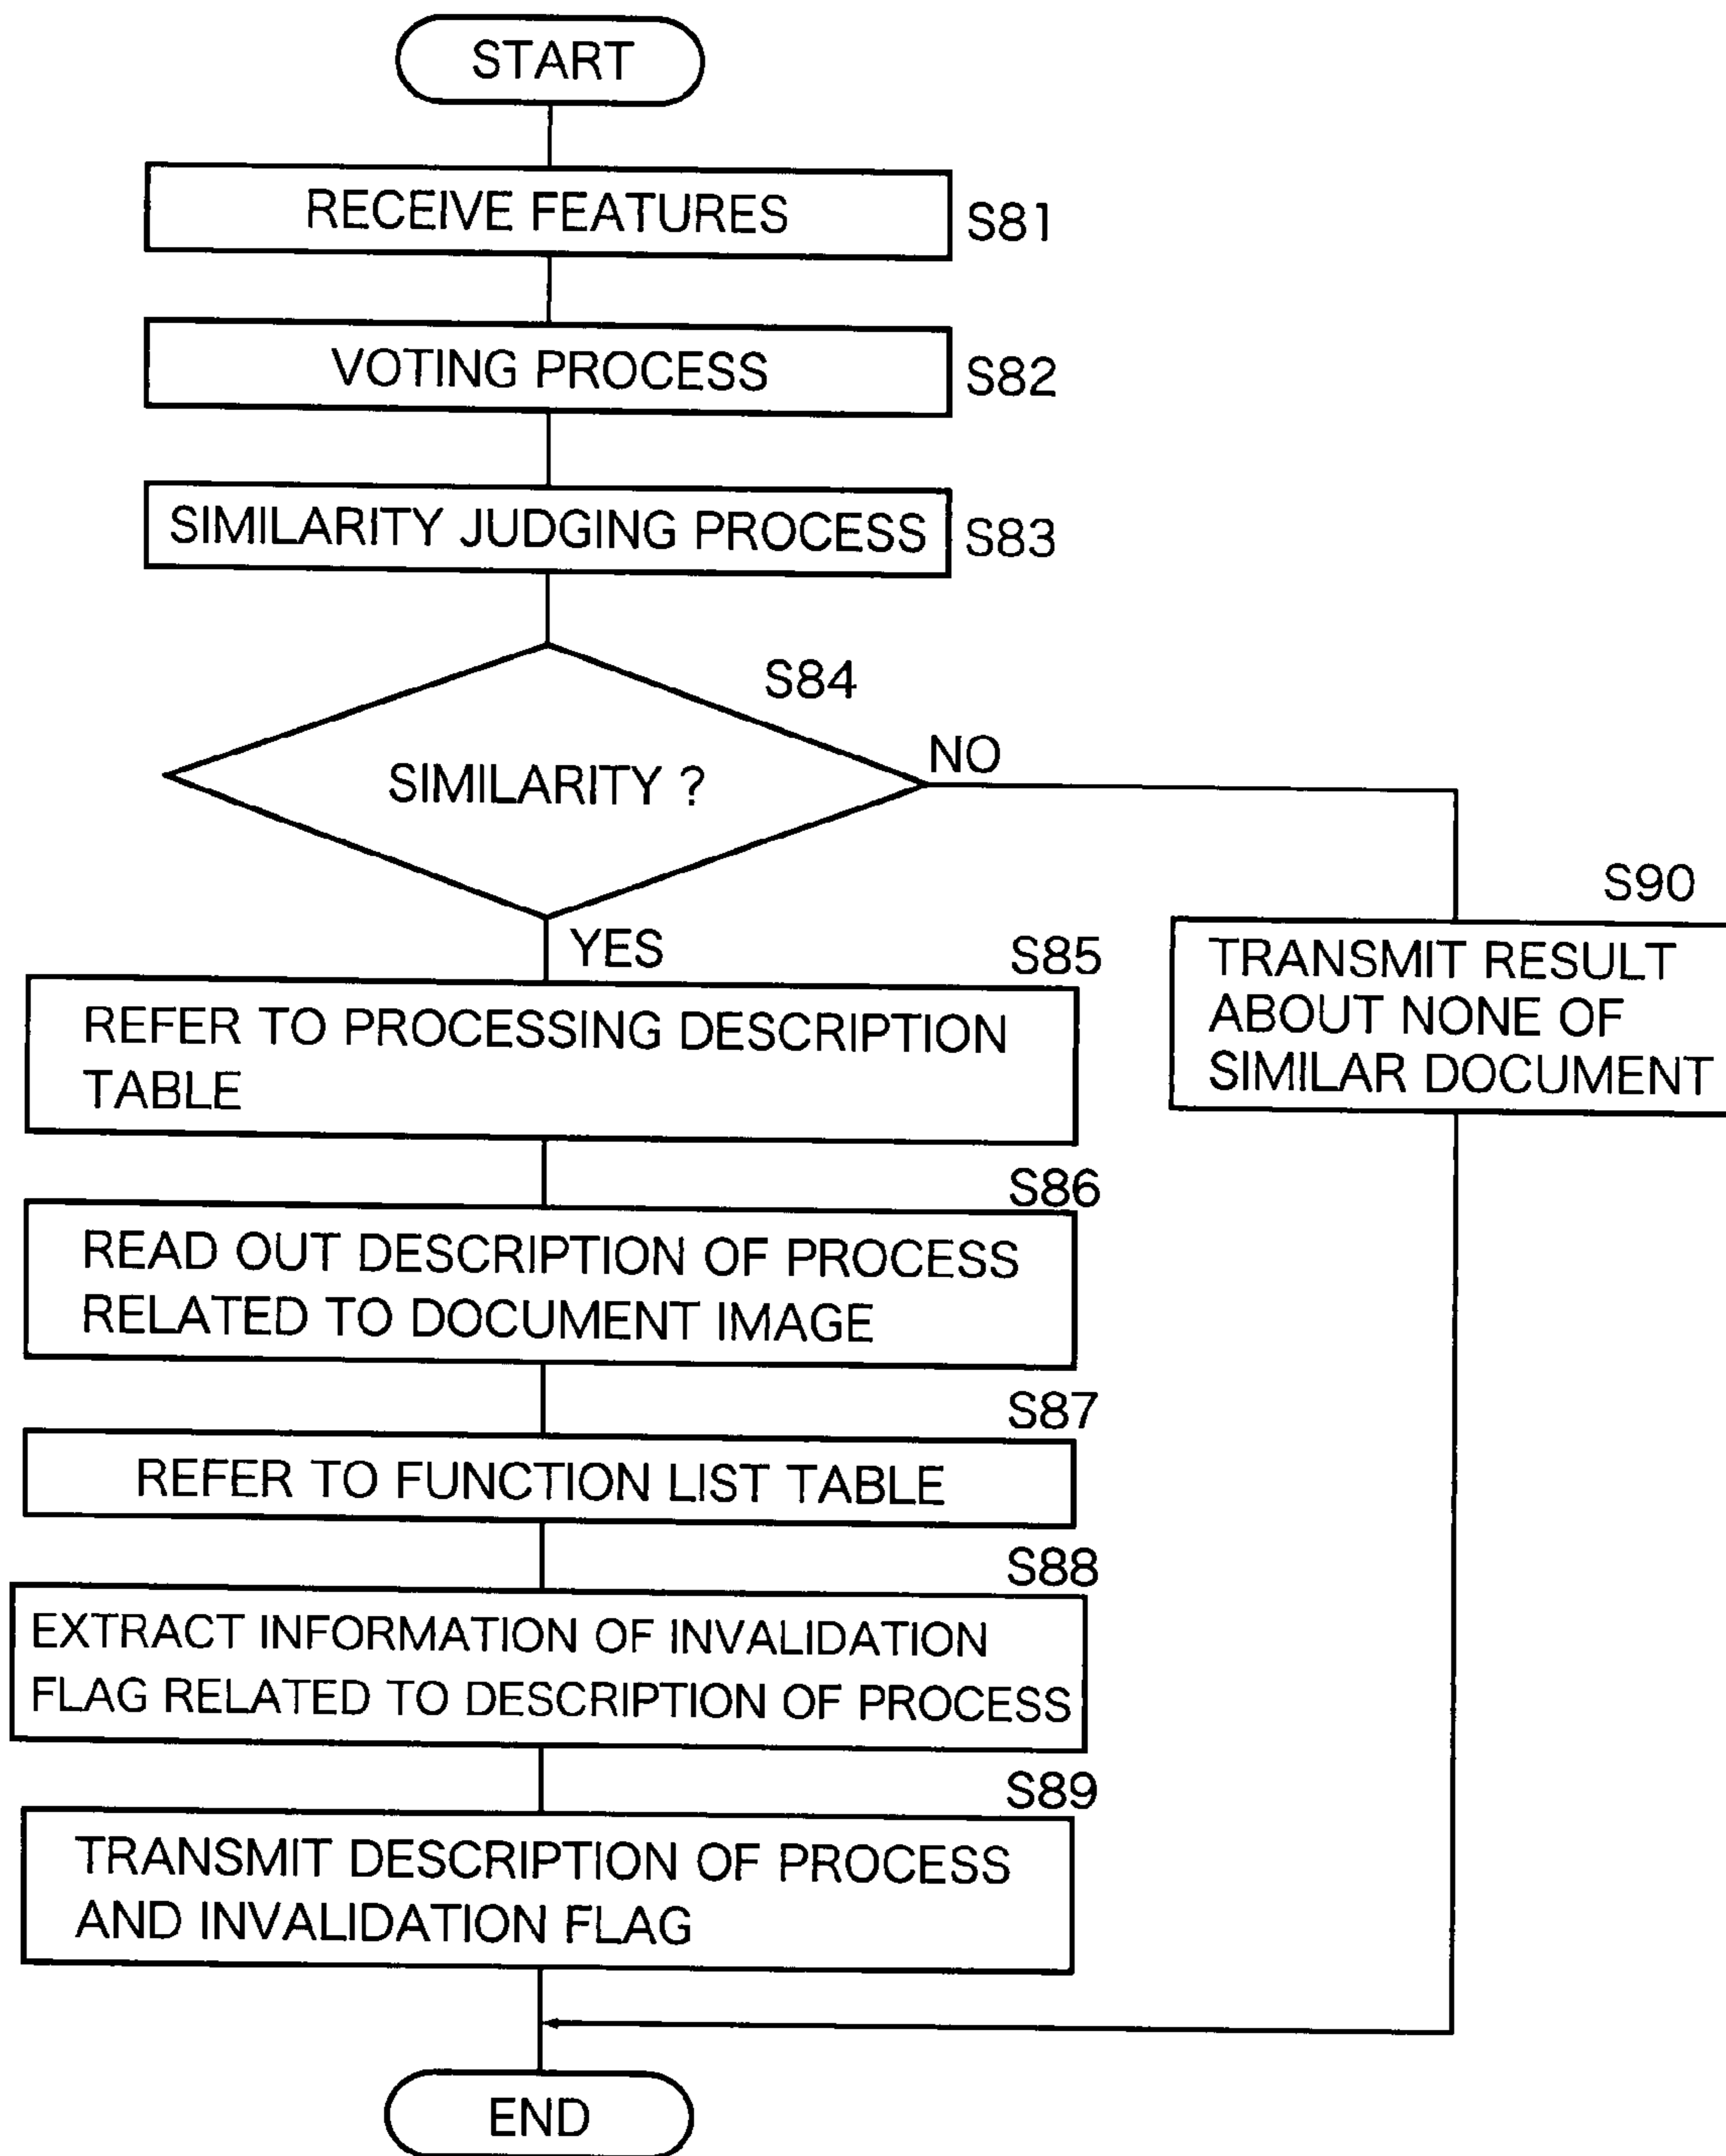 START
RECEIVE FEATURES
S81
VOTING PROCESS
S82
SIMILARITY JUDGING PROCESS
S83
S84
SIMILARITY ?
NO
YES
S85
REFER TO PROCESSING DESCRIPTION
TABLE
S90
TRANSMIT RESULT
ABOUT NONE OF
SIMILAR DOCUMENT
S86
READ OUT DESCRIPTION OF PROCESS
RELATED TO DOCUMENT IMAGE
S87
REFER TO FUNCTION LIST TABLE
S88
EXTRACT INFORMATION OF INVALIDATION
FLAG RELATED TO DESCRIPTION OF PROCESS
S89
TRANSMIT DESCRIPTION OF PROCESS
AND INVALIDATION FLAG
END